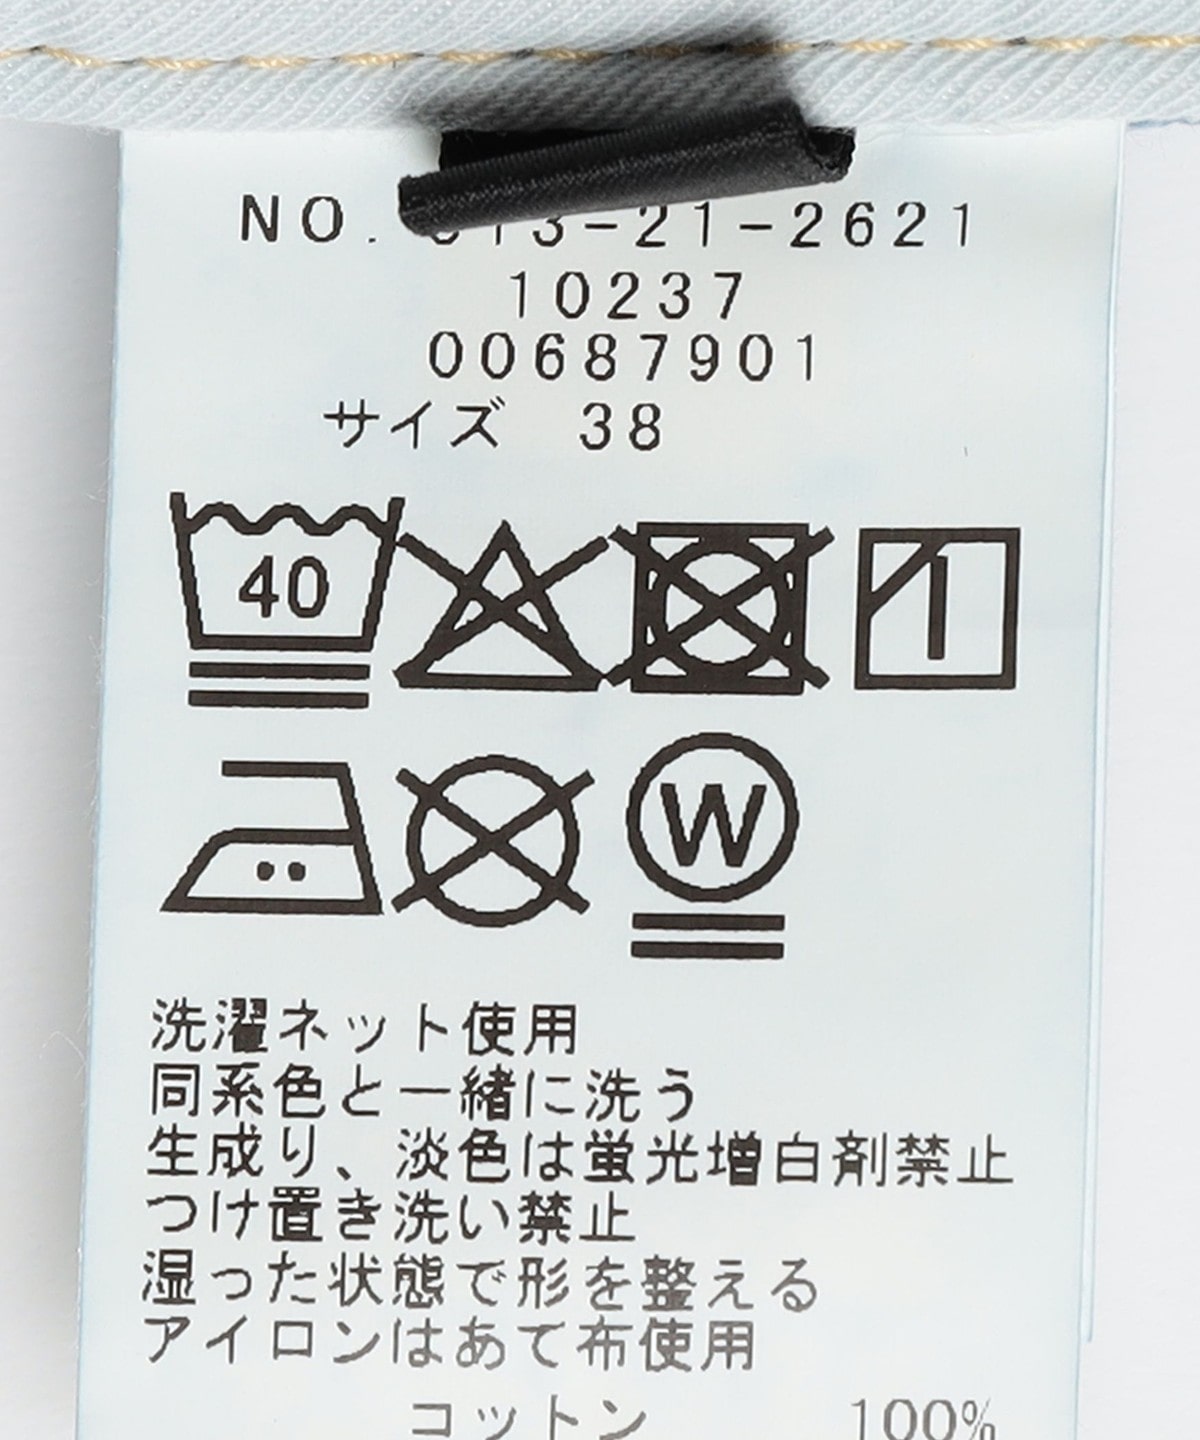 NO. 13-21-2621
10237
00687901
サイズ 38
40
W
洗濯ネット使用
同系色と一緒に洗う
生成り、淡色は蛍光増白剤禁止
つけ置き洗い禁止
湿った状態で形を整える
アイロンはあて布使用
コットン 100%